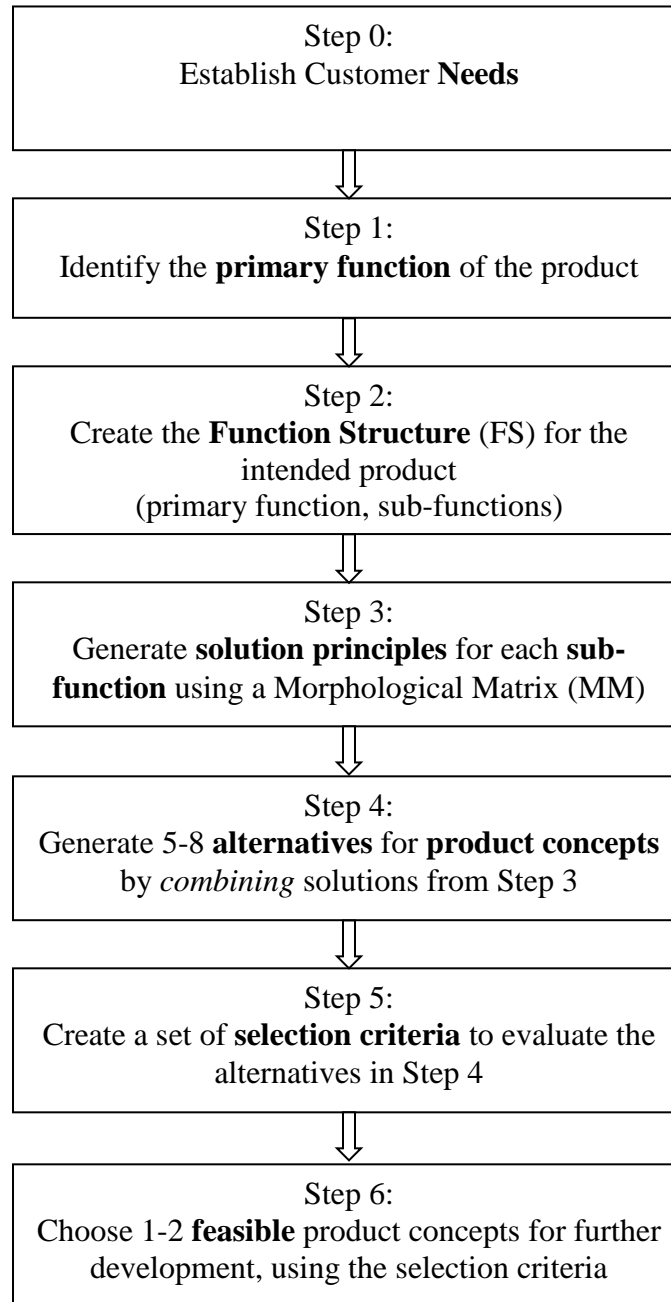 Step 0:
Establish Customer Needs
Step 1:
Identify the primary function of the product
Step 2:
Create the Function Structure (FS) for the
intended product
(primary function, sub-functions)
Step 3:
Generate solution principles for each sub-
function using a Morphological Matrix (MM)
Step 4:
Generate 5-8 alternatives for product concepts
by combining solutions from Step 3
Step 5:
Create a set of selection criteria to evaluate the
alternatives in Step 4
Step 6:
Choose 1-2 feasible product concepts for further
development, using the selection criteria